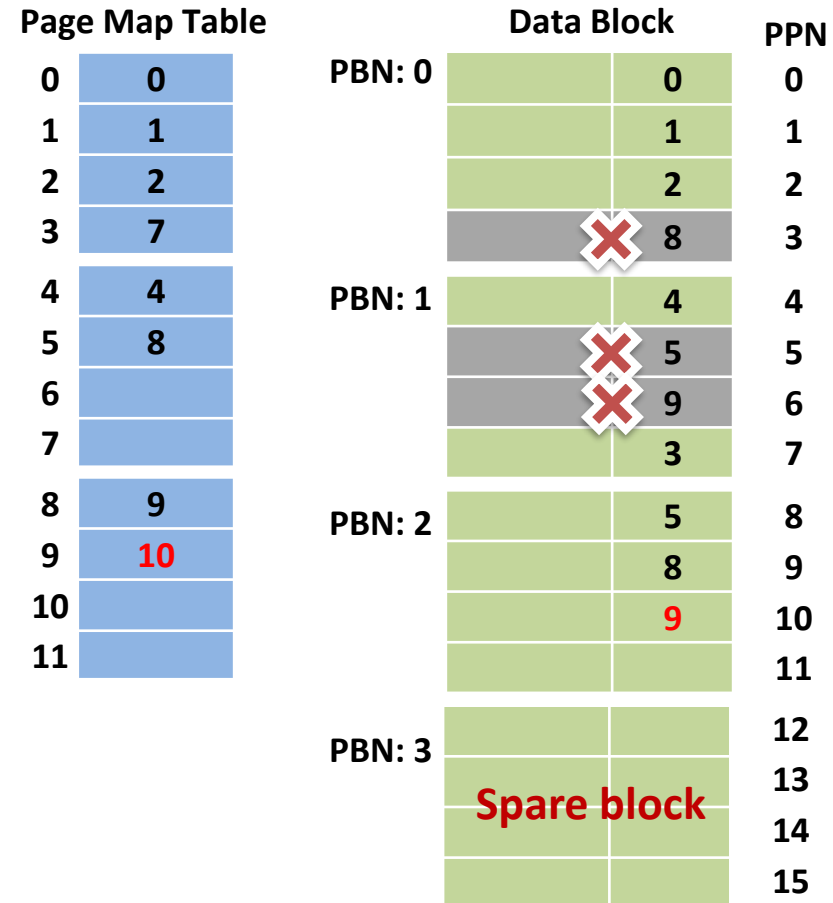 Page Map Table Data Block PPN
0 0 PBN: 0 0 0
1 1 1 1
2 2 2 2
3 7 8 3
4 4 PBN: 1 4 4
5 8 5 5
6 9 6
7 3 7
8 9 PBN: 2 5 8
9 10 8 9
10 9 10
11 11
PBN: 3 12
13
Spare block
14
15